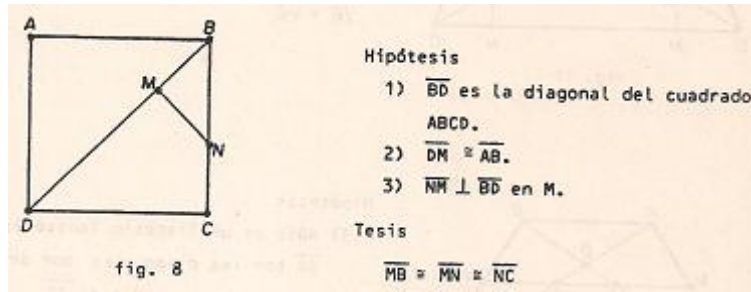 A
B
M
N
D
C
fig. 8
Hipótesis
1) BD es la diagonal del cuadrado
ABCD.
2) DM ≅ AB.
3) NM ⊥ BD en M.
Tesis
MB ≅ MN ≅ NC